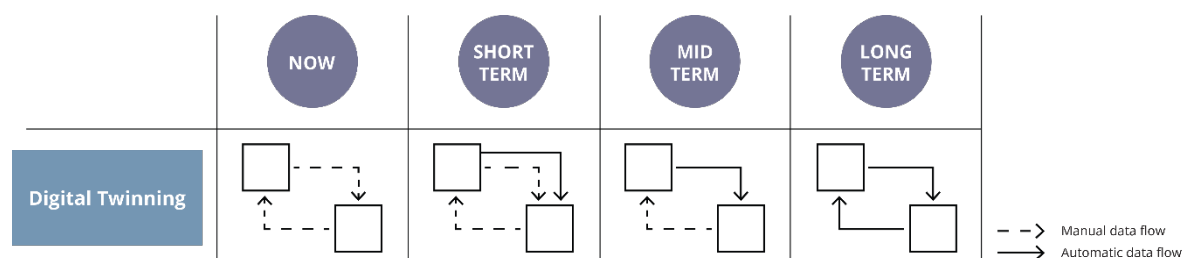 NOW
SHORT
TERM
MID
TERM
LONG
TERM
Digital Twinning
Manual data flow
Automatic data flow